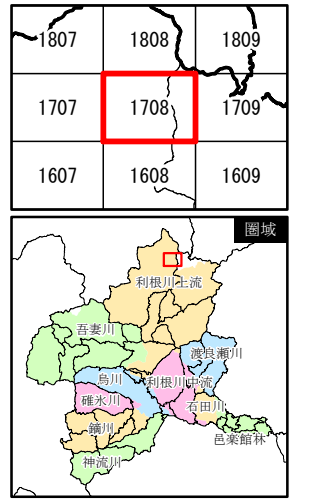 1807 1808 1809
1707 1708 1709
1607 1608 1609
圏域
利根川上流
吾妻川
渡良瀬川
烏川 利根川中流
碓氷川
石田川
鏑川
邑楽館林
神流川